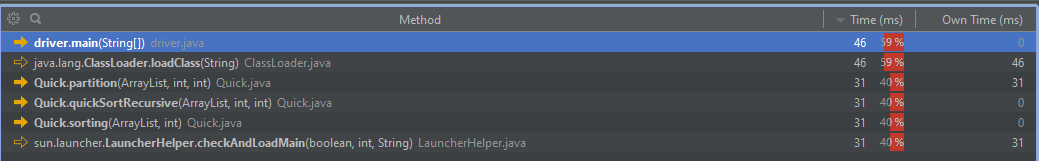 Method Time (ms) Own Time (ms)
driver.main(String[]) driver.java 46 59 % 0
java.lang.ClassLoader.loadClass(String) ClassLoader.java 46 59 % 46
Quick.partition(ArrayList, int, int) Quick.java 31 40 % 31
Quick.quickSortRecursive(ArrayList, int, int) Quick.java 31 40 % 0
Quick.sorting(ArrayList, int) Quick.java 31 40 % 0
sun.launcher.LauncherHelper.checkAndLoadMain(boolean, int, String) LauncherHelper.java 31 40 % 31